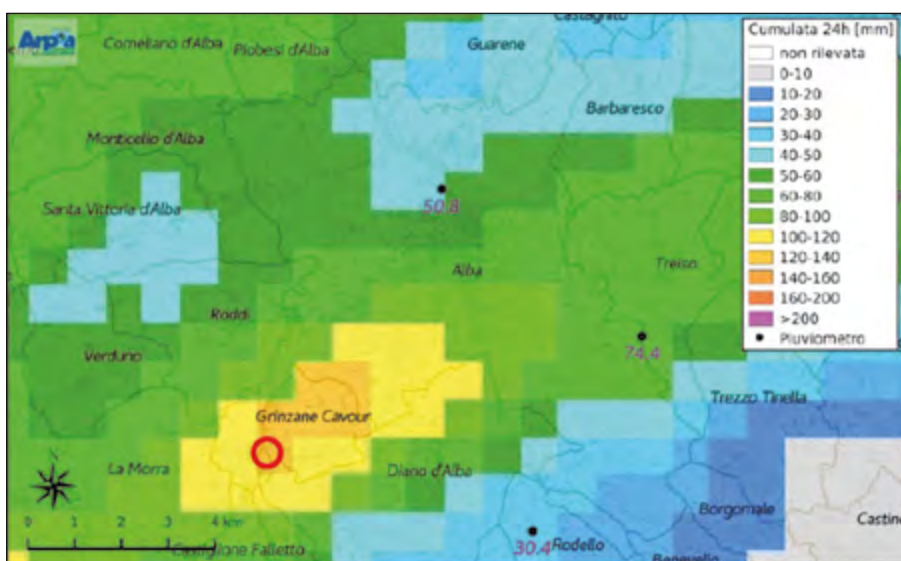 Arpa
Castagnito
Corneliano d'Alba
Piobesi d'Alba
Guarene
Barbaresco
Monticello d'Alba
Santa Vittoria d'Alba
50,8
Alba
Treiso
Roddi
Verduno
74,4
Trezzo Tinella
Grinzane Cavour
La Morra
Diano d'Alba
Borgomale
Castino
0 1 2 3 4 km
Castiglione Falletto
30.4
Rodello
Benevello
Cumulata 24h [mm]
non rilevata
0-10
10-20
20-30
30-40
40-50
50-60
60-80
80-100
100-120
120-140
140-160
160-200
>200
Pluviometro